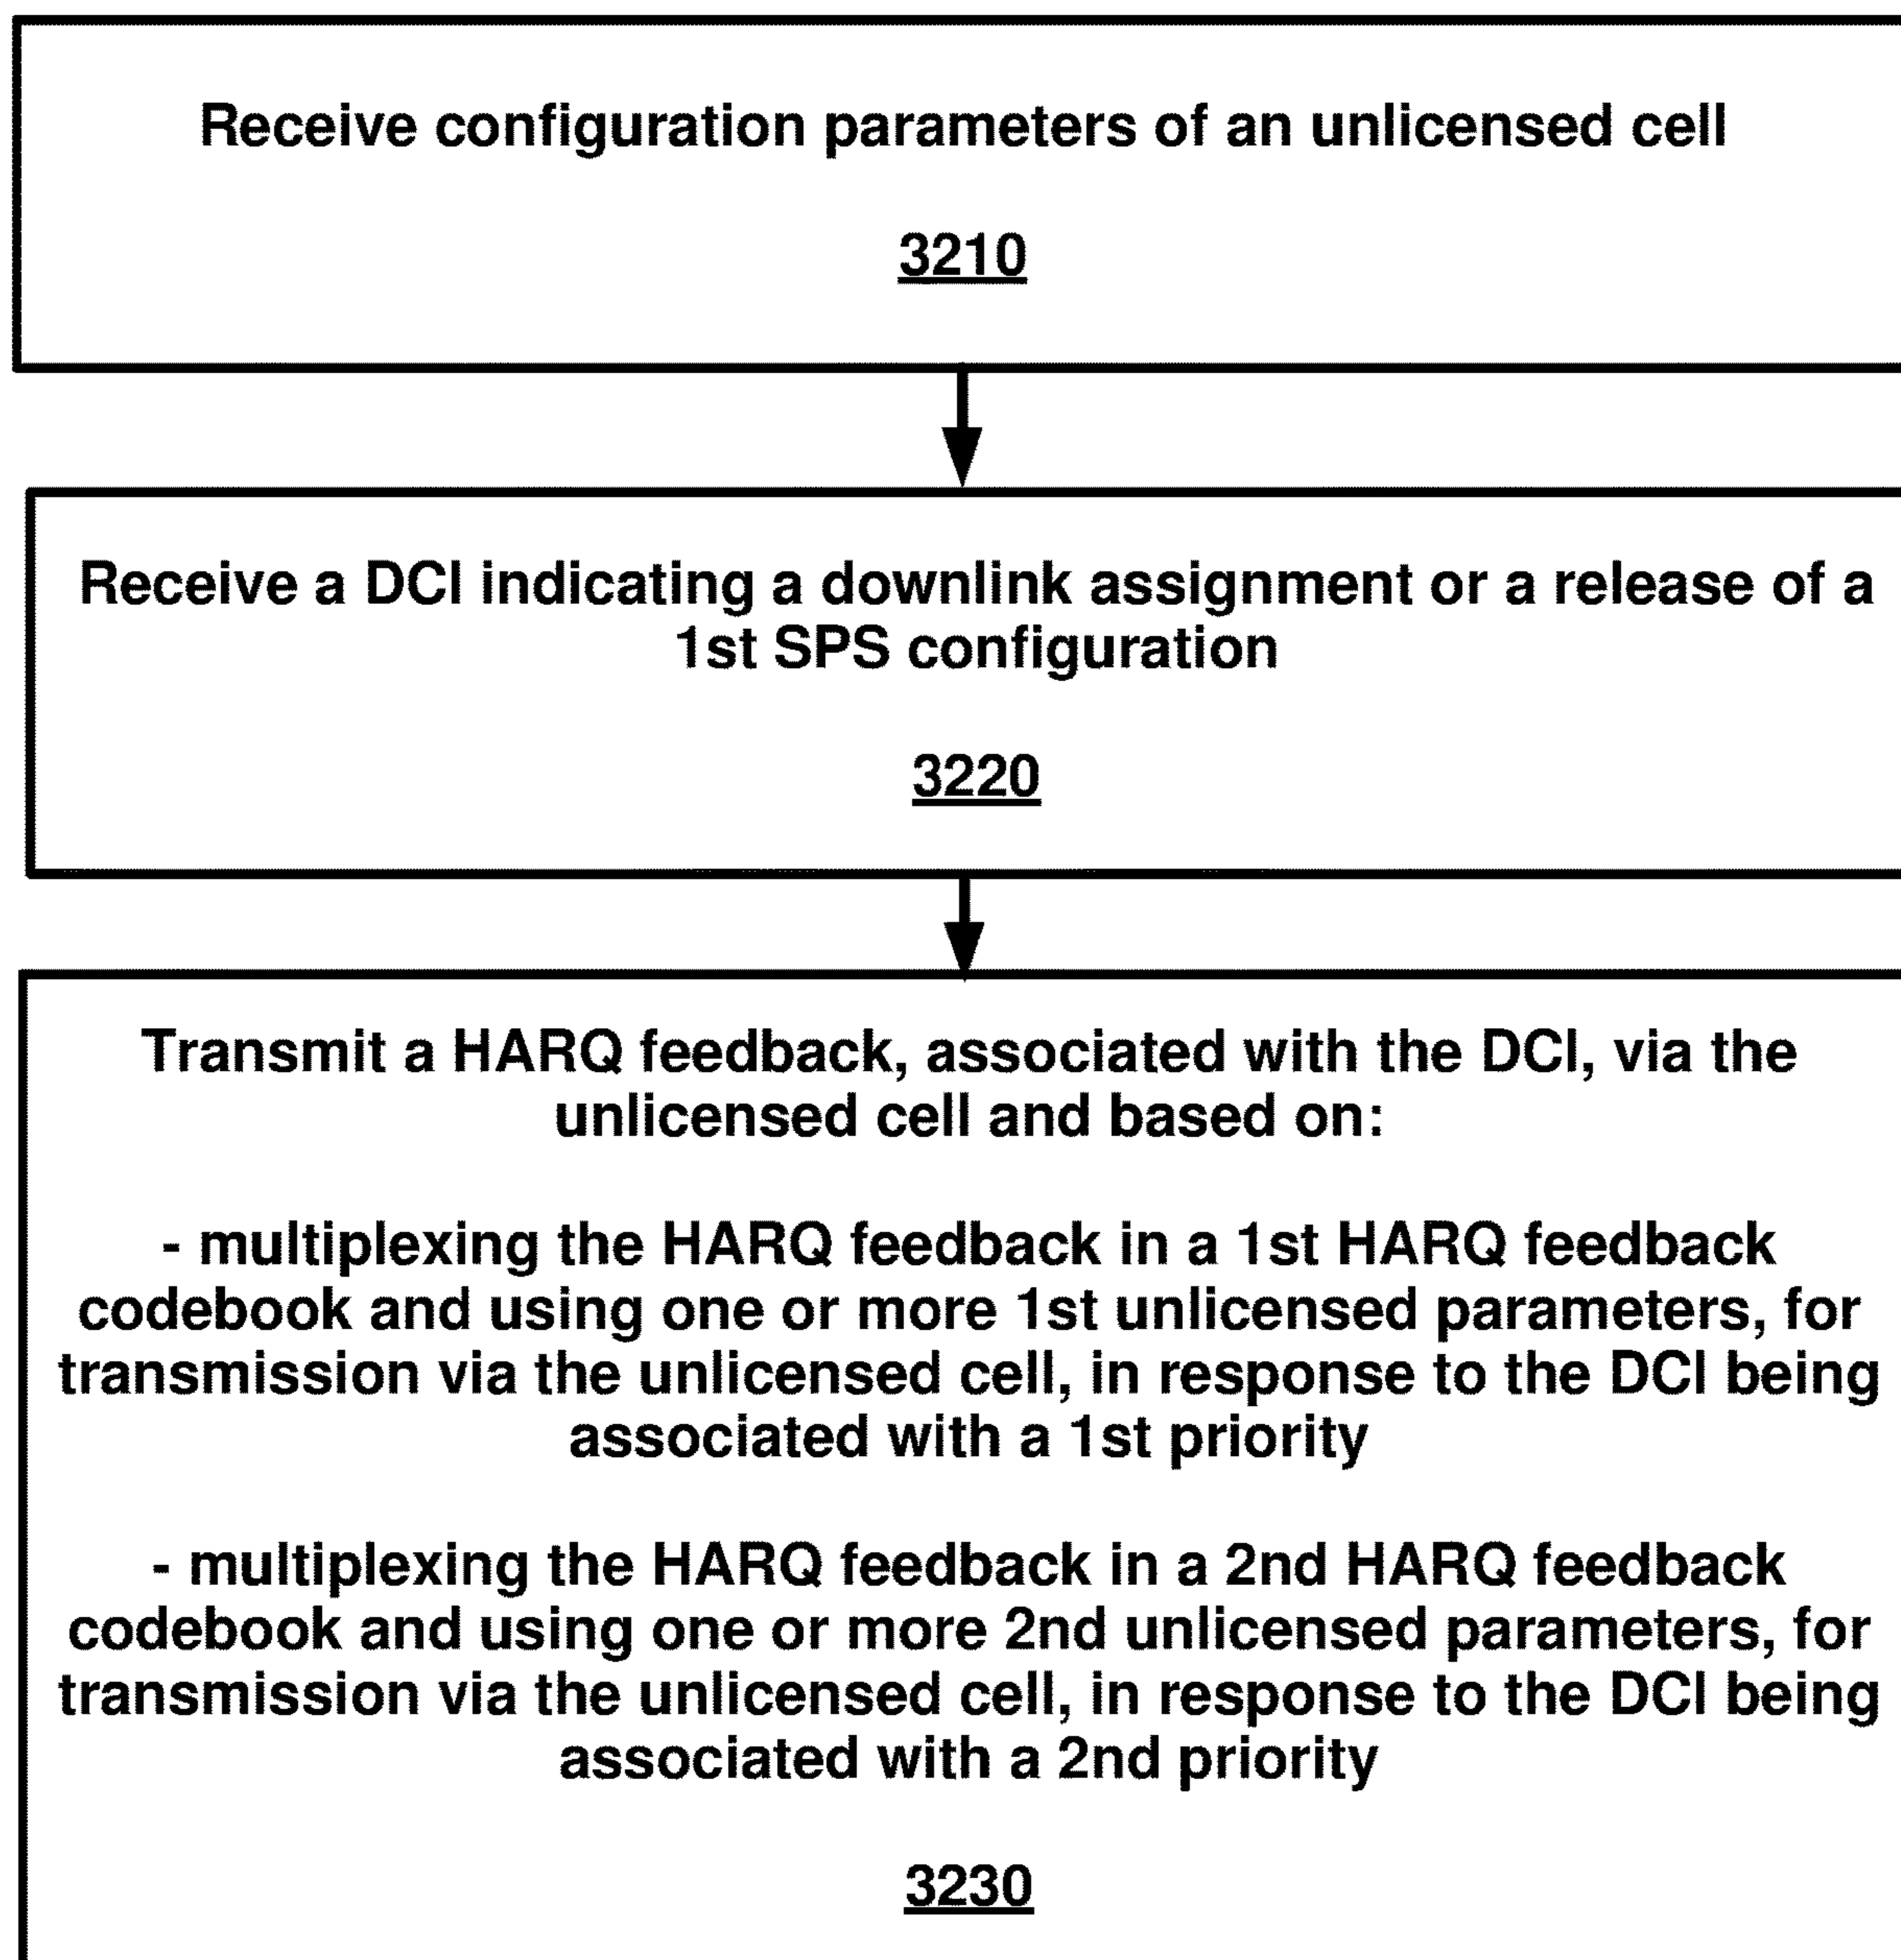 Receive configuration parameters of an unlicensed cell
3210
Receive a DCI indicating a downlink assignment or a release of a
1st SPS configuration
3220
Transmit a HARQ feedback, associated with the DCI, via the
unlicensed cell and based on:
- multiplexing the HARQ feedback in a 1st HARQ feedback
codebook and using one or more 1st unlicensed parameters, for
transmission via the unlicensed cell, in response to the DCI being
associated with a 1st priority
- multiplexing the HARQ feedback in a 2nd HARQ feedback
codebook and using one or more 2nd unlicensed parameters, for
transmission via the unlicensed cell, in response to the DCI being
associated with a 2nd priority
3230